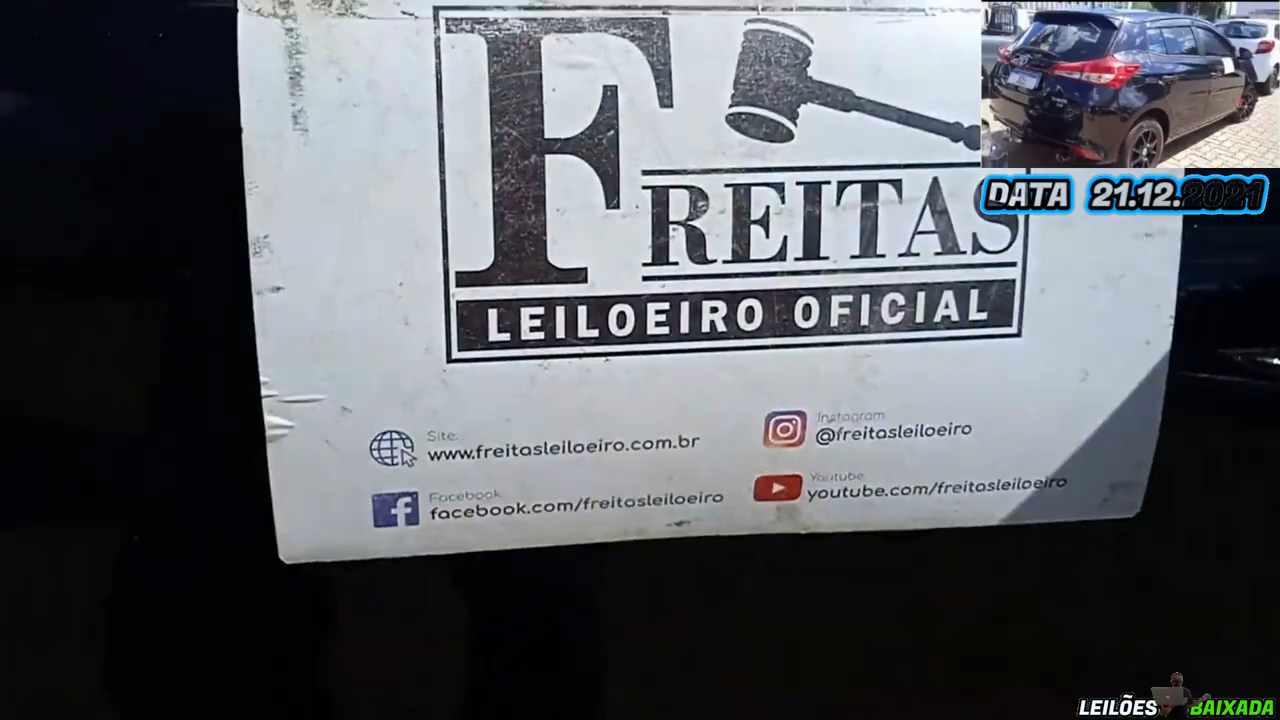 F
FREITAS
LEILOEIRO OFICIAL
Site:
www.freitasleiloeiro.com.br
Facebook
facebook.com/freitasleiloeiro
Instagram
@freitasleiloeiro
Youtube
youtube.com/freitasleiloeiro
DATA 21.12.2021
LEILÕES BAIXADA